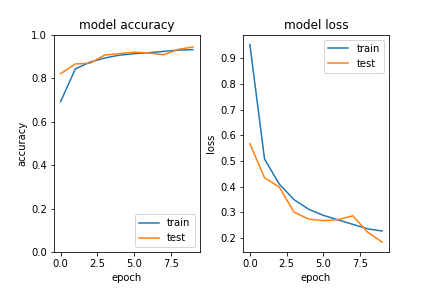 model accuracy
1.0
0.8
0.6
0.4
0.2
0.0
accuracy
0.0
2.5
5.0
7.5
epoch
train
test
model loss
0.9
0.8
0.7
0.6
0.5
0.4
0.3
0.2
loss
0.0
2.5
5.0
7.5
epoch
train
test